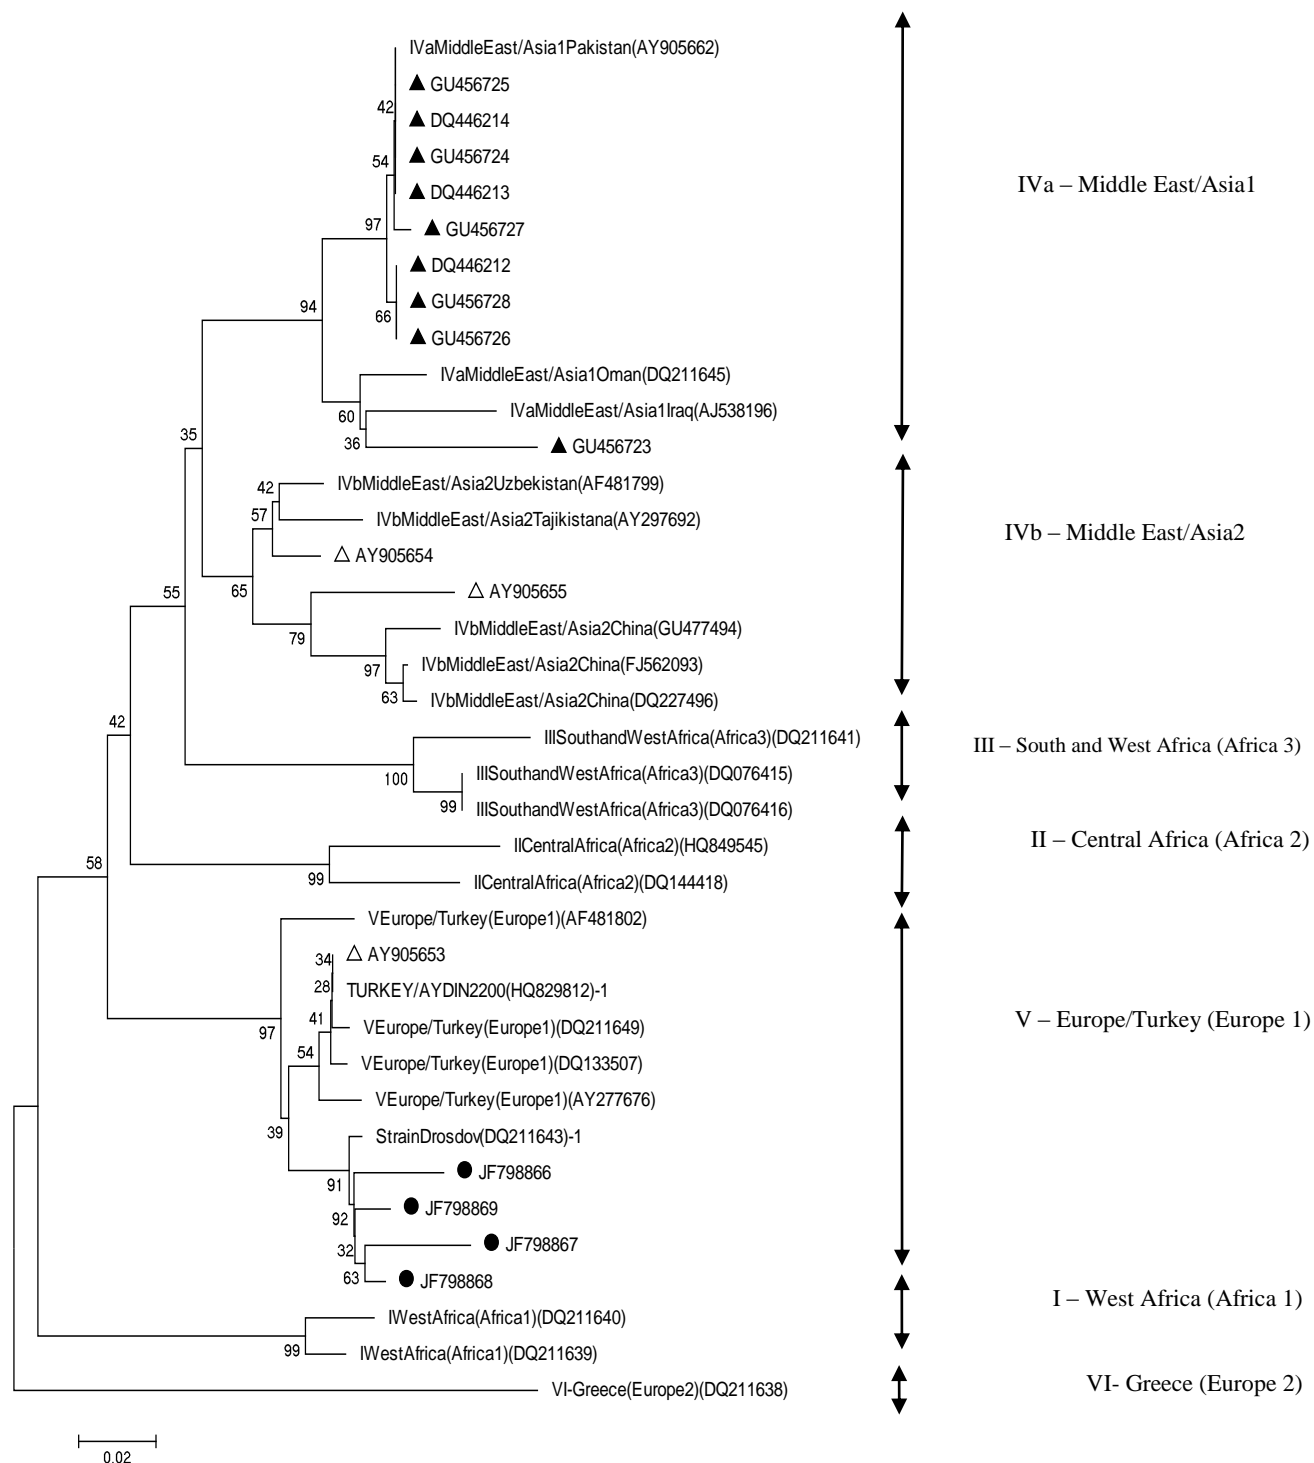 IVaMiddleEast/Asia1Pakistan(AY905662)
GU456725
42
DQ446214
54
GU456724
DQ446213
IVa – Middle East/Asia1
97
GU456727
DQ446212
94
GU456728
66
GU456726
IVaMiddleEast/Asia1Oman(DQ211645)
60
IVaMiddleEast/Asia1Iraq(AJ538196)
35
36
GU456723
42
IVbMiddleEast/Asia2Uzbekistan(AF481799)
57
IVbMiddleEast/Asia2Tajikistana(AY297692)
IVb – Middle East/Asia2
AY905654
55
65
AY905655
79
IVbMiddleEast/Asia2China(GU477494)
97
IVbMiddleEast/Asia2China(FJ562093)
63
IVbMiddleEast/Asia2China(DQ227496)
42
IIISouthandWestAfrica(Africa3)(DQ211641)
III – South and West Africa (Africa 3)
100
IIISouthandWestAfrica(Africa3)(DQ076415)
99
IIISouthandWestAfrica(Africa3)(DQ076416)
58
IICentralAfrica(Africa2)(HQ849545)
II – Central Africa (Africa 2)
99
IICentralAfrica(Africa2)(DQ144418)
VEurope/Turkey(Europe1)(AF481802)
34
AY905653
28
TURKEY/AYDIN2200(HQ829812)-1
97
41
VEurope/Turkey(Europe1)(DQ211649)
V – Europe/Turkey (Europe 1)
54
VEurope/Turkey(Europe1)(DQ133507)
VEurope/Turkey(Europe1)(AY277676)
39
StrainDrosdov(DQ211643)-1
91
JF798866
92
JF798869
32
JF798867
63
JF798868
I – West Africa (Africa 1)
IWestAfrica(Africa1)(DQ211640)
99
IWestAfrica(Africa1)(DQ211639)
VI-Greece(Europe2)(DQ211638)
VI- Greece (Europe 2)
0.02